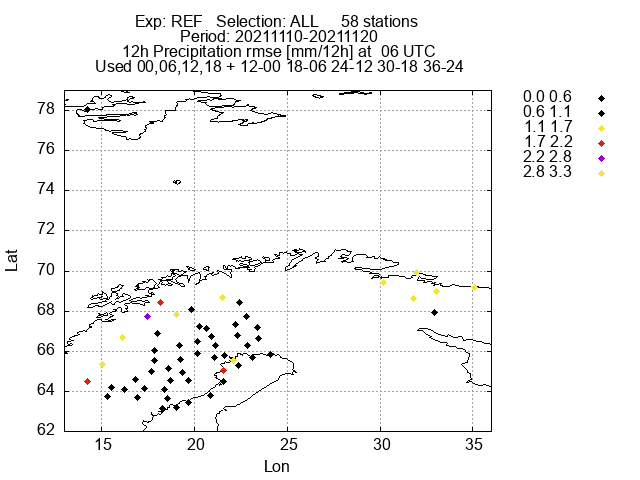 Exp: REF   Selection: ALL     58 stations
Period: 20211110-20211120
12h Precipitation rmse [mm/12h] at  06 UTC
Used 00,06,12,18 + 12-00 18-06 24-12 30-18 36-24
0.0 0.6
0.6 1.1
1.1 1.7
1.7 2.2
2.2 2.8
2.8 3.3
78
76
74
72
70
68
66
64
62
Lat
15 20 25 30 35
Lon